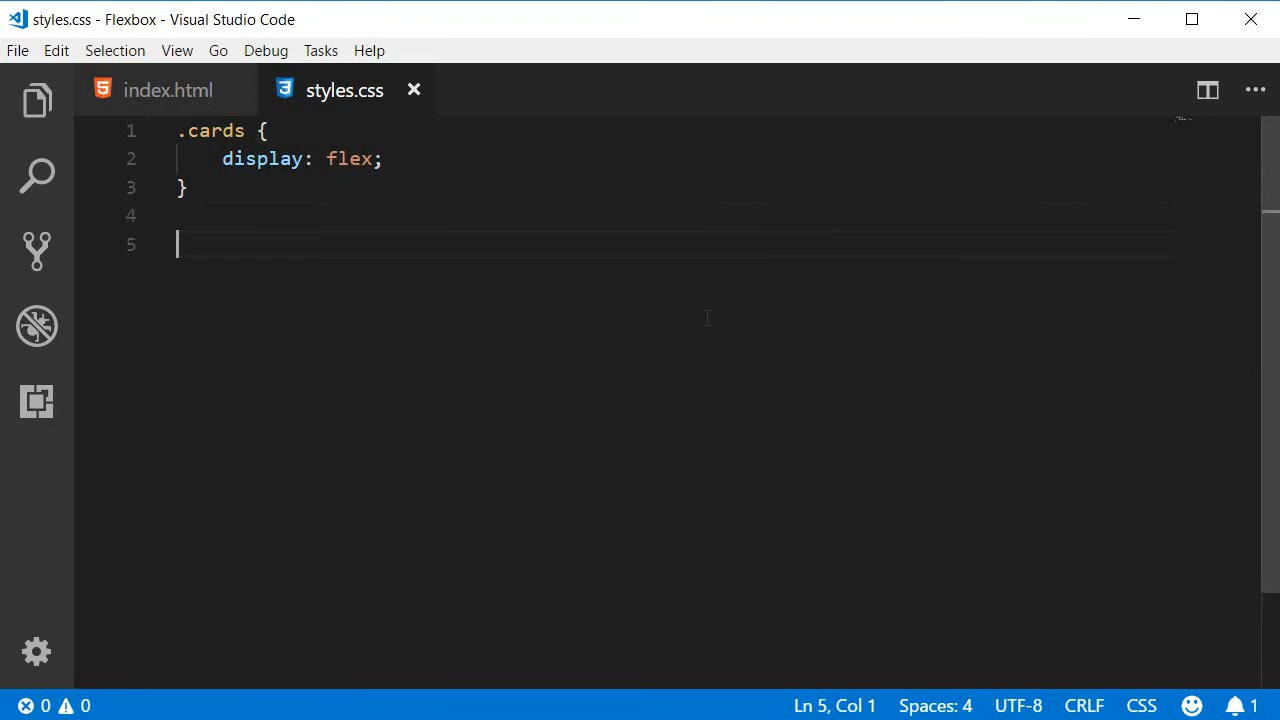 styles.css - Flexbox - Visual Studio Code
File Edit Selection View Go Debug Tasks Help
index.html styles.css
1 .cards {
2     display: flex;
3 }
4
5
0 0 Ln 5, Col 1 Spaces: 4 UTF-8 CRLF CSS 1